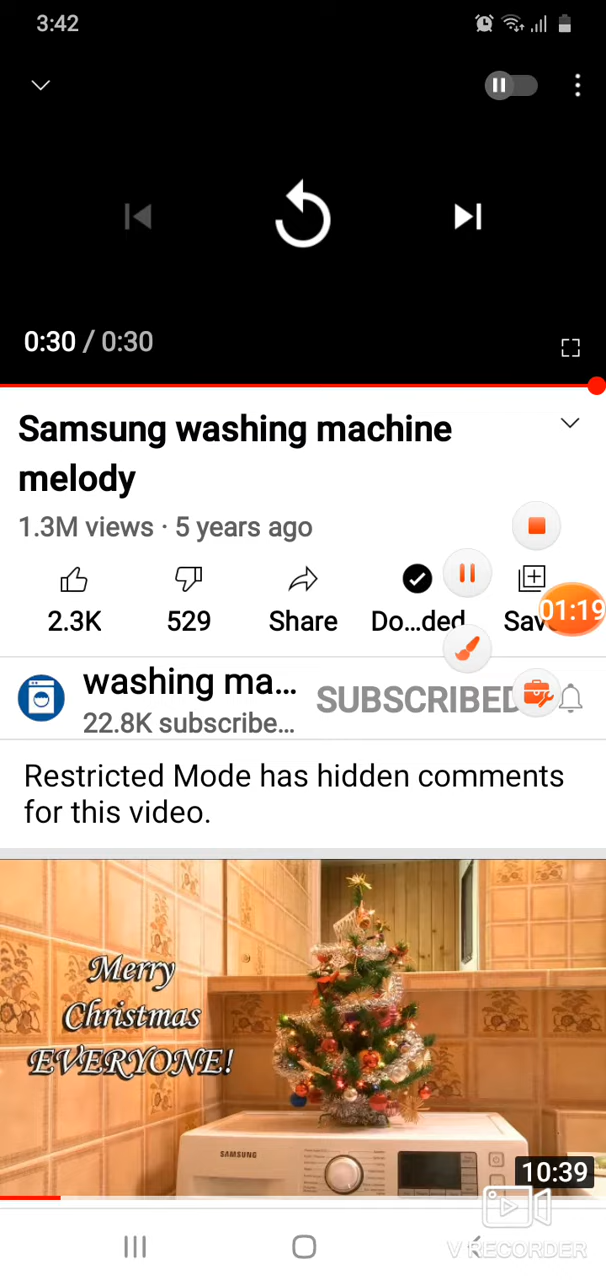 3:42
0:30 / 0:30
Samsung washing machine
melody
1.3M views · 5 years ago
2.3K
529
Share
Do...ded
Sav
01:19
washing ma...
SUBSCRIBED
22.8K subscribe...
Restricted Mode has hidden comments
for this video.
Merry
Christmas
EVERYONE!
SAMSUNG
10:39
V RECORDER